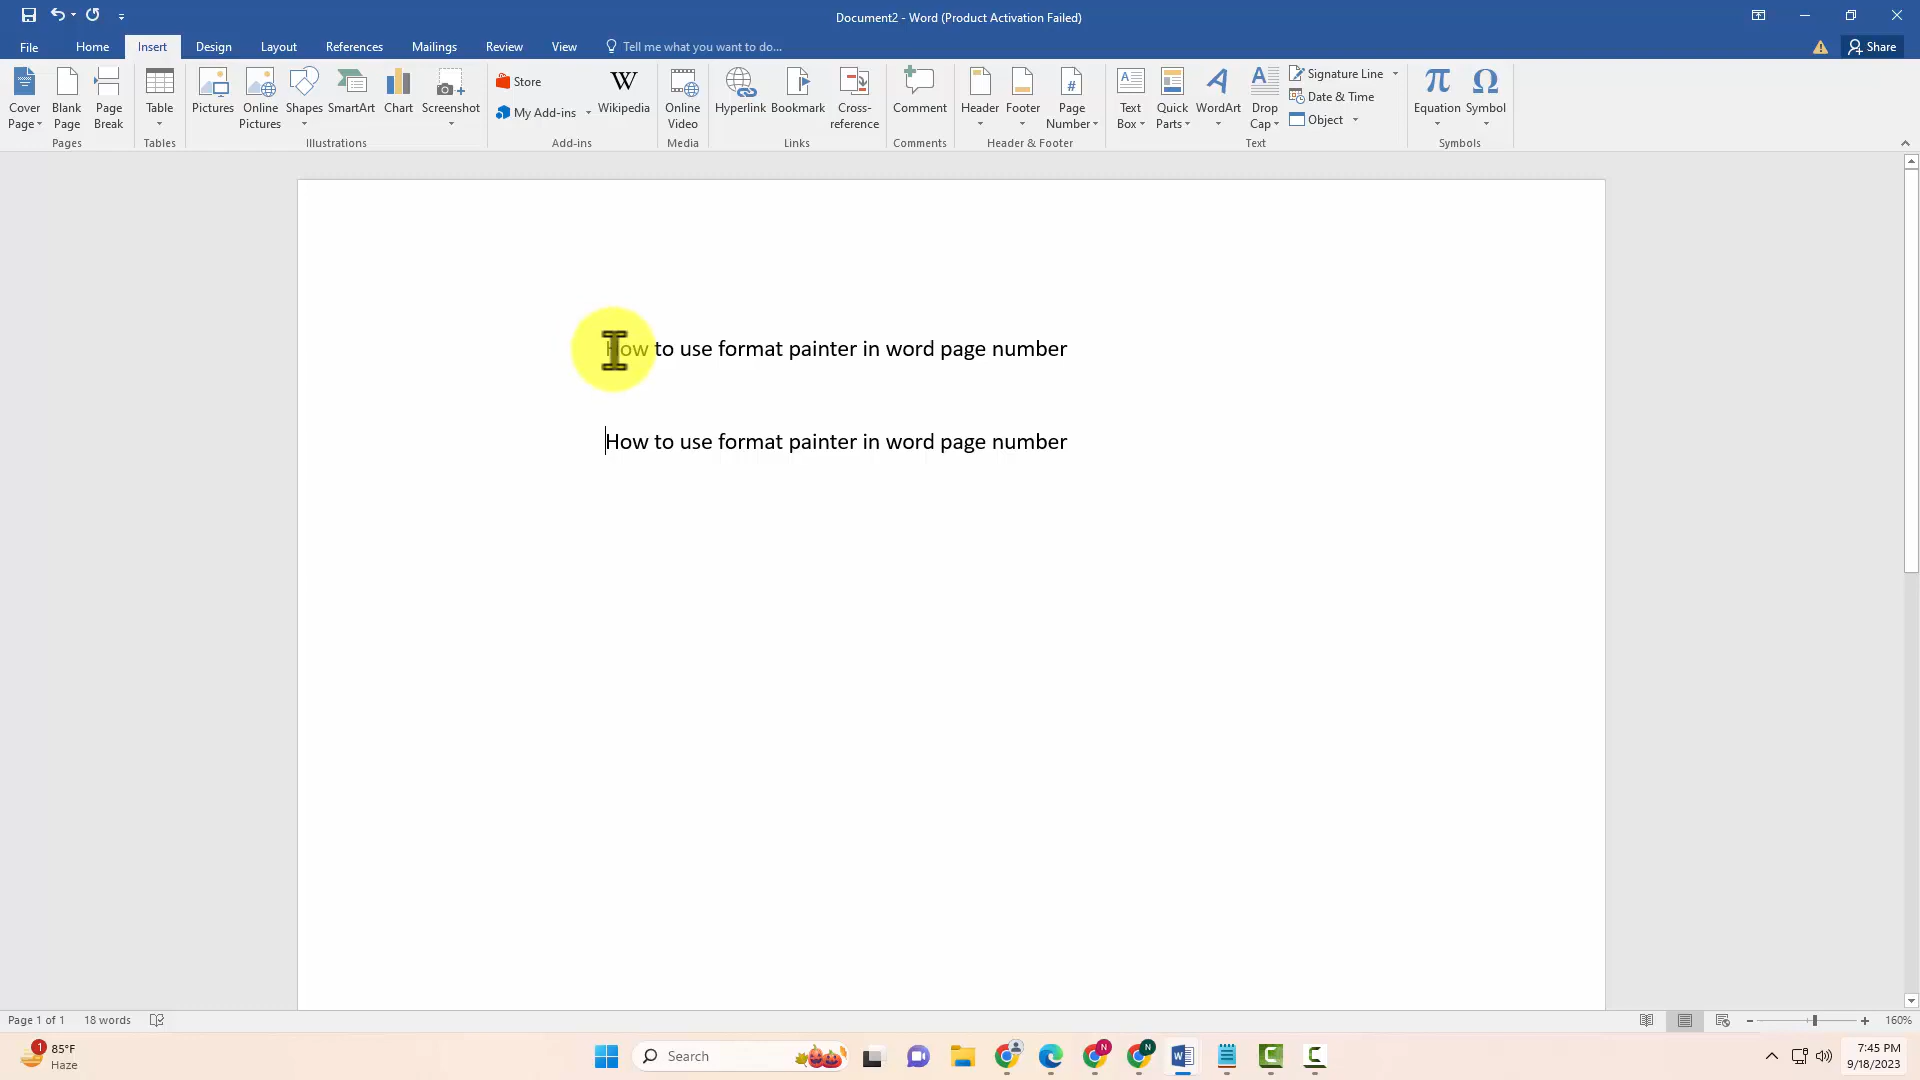 Document2 - Word (Product Activation Failed)
File Home Insert Design Layout References Mailings Review View Tell me what you want to do... Share
Cover Page
Blank Page
Page Break
Table
Pictures
Online Pictures
Shapes
SmartArt
Chart
Screenshot
Store
My Add-ins
W
Wikipedia
Online Video
Hyperlink
Bookmark
Cross-reference
Comment
Header
Footer
#
Page Number
A
Text Box
Quick Parts
A
WordArt
A
Drop Cap
Signature Line
Date & Time
Object
π
Equation
Ω
Symbol
Pages Tables Illustrations Add-ins Media Links Comments Header & Footer Text Symbols
How to use format painter in word page number
How to use format painter in word page number
Page 1 of 1 18 words
160%
1
85°F
Haze
Search
N
N
W
C
C
7:45 PM
9/18/2023